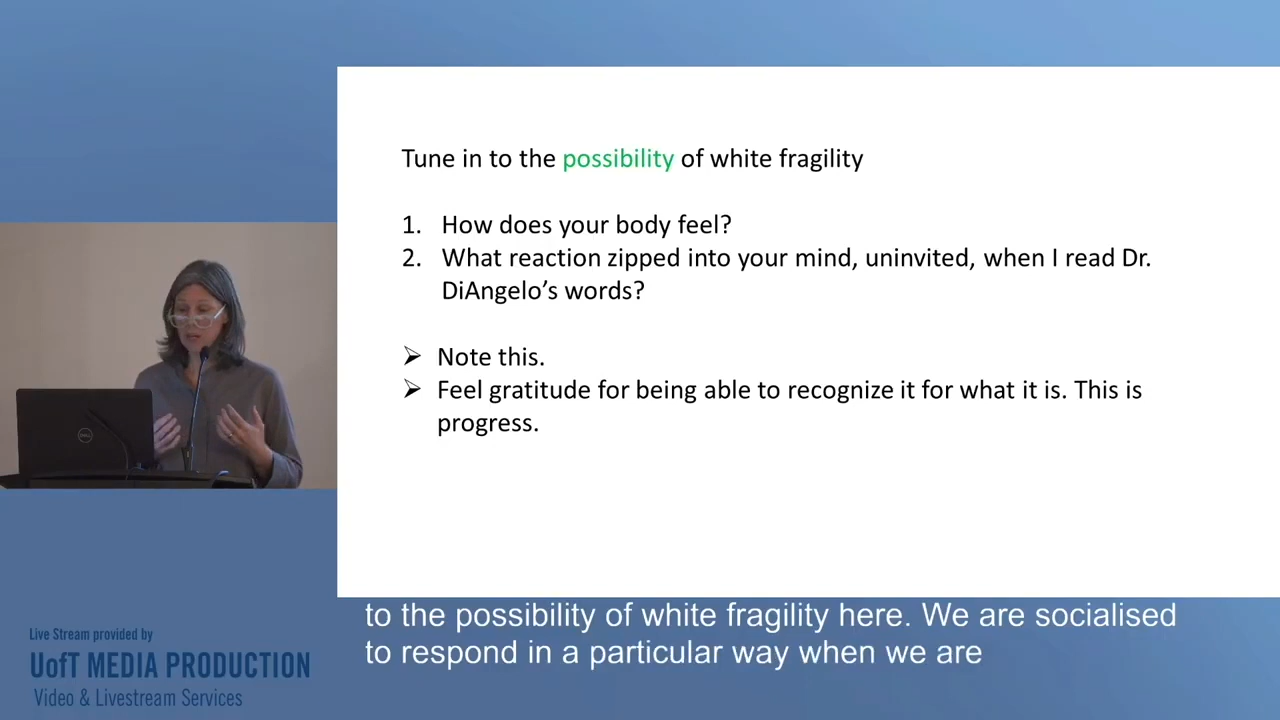 Tune in to the possibility of white fragility
1. How does your body feel?
2. What reaction zipped into your mind, uninvited, when I read Dr.
DiAngelo's words?
➢ Note this.
➢ Feel gratitude for being able to recognize it for what it is. This is
progress.
DELL
to the possibility of white fragility here. We are socialised
to respond in a particular way when we are
Live Stream provided by
UofT MEDIA PRODUCTION
Video & Livestream Services